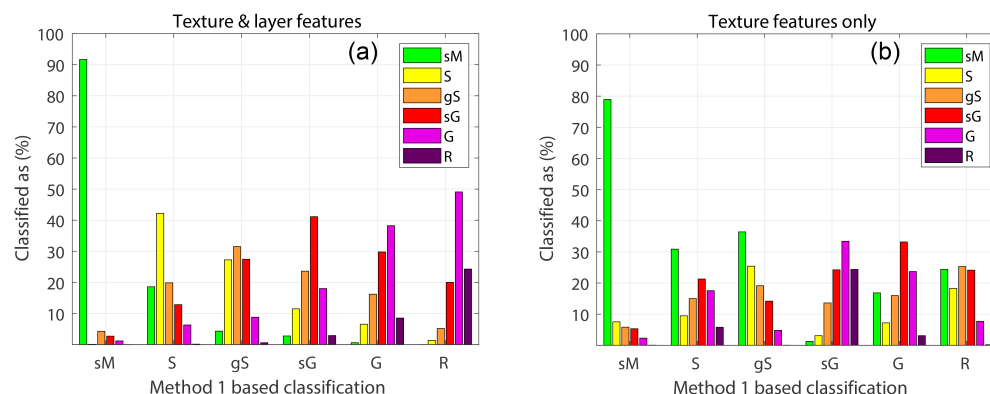 Texture & layer features
(a)
100
90
80
70
60
50
40
30
20
10
Classified as (%)
sM
S
gS
sG
G
R
sM S gS sG G R
Method 1 based classification
Texture features only
(b)
100
90
80
70
60
50
40
30
20
10
Classified as (%)
sM
S
gS
sG
G
R
sM S gS sG G R
Method 1 based classification